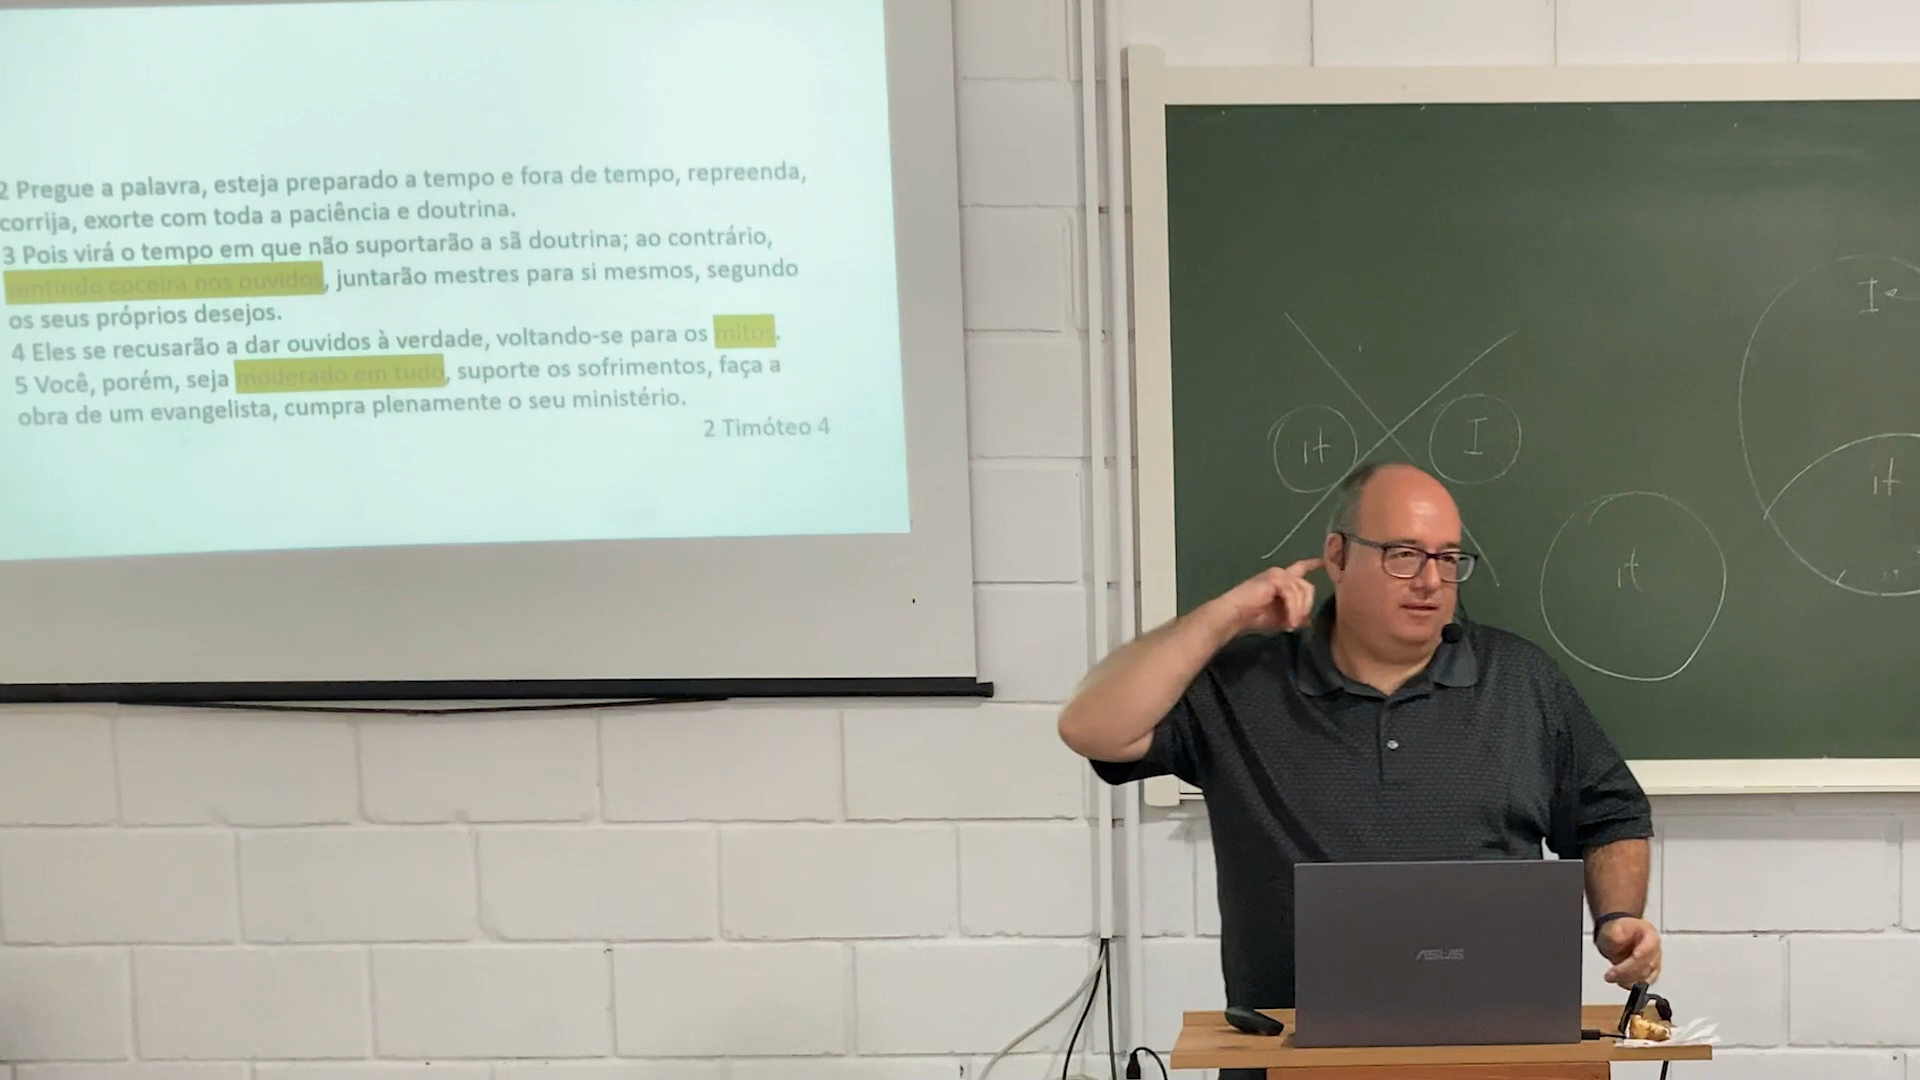 2 Pregue a palavra, esteja preparado a tempo e fora de tempo, repreenda,
corrija, exorte com toda a paciência e doutrina.
3 Pois virá o tempo em que não suportarão a sã doutrina; ao contrário,
sentindo coceira nos ouvidos, juntarão mestres para si mesmos, segundo
os seus próprios desejos.
4 Eles se recusarão a dar ouvidos à verdade, voltando-se para os mitos.
5 Você, porém, seja moderado em tudo, suporte os sofrimentos, faça a
obra de um evangelista, cumpra plenamente o seu ministério.
2 Timóteo 4
it
I
it
I
it
ASUS